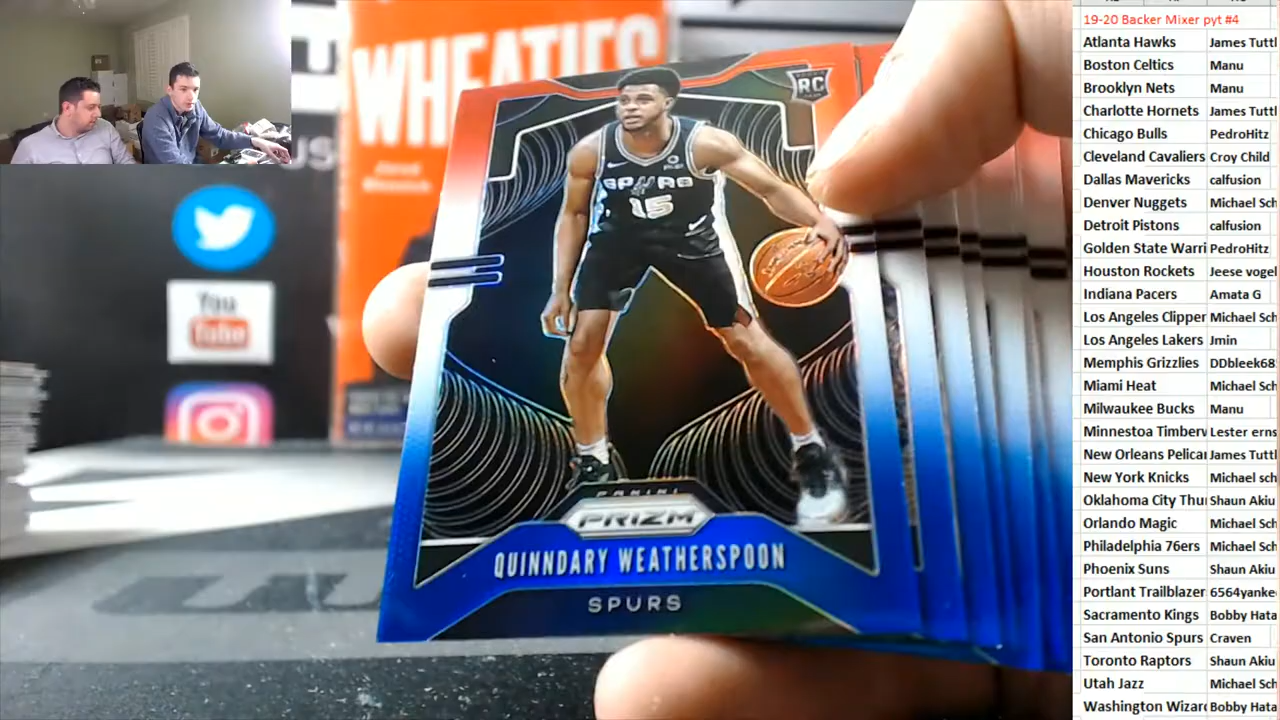 WHEATIES
You
Tube
RC
SPURS
15
PANINI
PRIZM
QUINNDARY WEATHERSPOON
SPURS
19-20 Backer Mixer pyt #4
Atlanta Hawks James Tuttl
Boston Celtics Manu
Brooklyn Nets Manu
Charlotte Hornets James Tuttl
Chicago Bulls PedroHitz
Cleveland Cavaliers Croy Child
Dallas Mavericks calfusion
Denver Nuggets Michael Sch
Detroit Pistons calfusion
Golden State Warri PedroHitz
Houston Rockets Jeese vogel
Indiana Pacers Amata G
Los Angeles Clipper Michael Sch
Los Angeles Lakers Jmin
Memphis Grizzlies DDbleek68
Miami Heat Michael Sch
Milwaukee Bucks Manu
Minnestoa Timberv Lester erns
New Orleans Pelicar James Tuttl
New York Knicks Michael sch
Oklahoma City Thu Shaun Akiu
Orlando Magic Michael Sch
Philadelphia 76ers Michael Sch
Phoenix Suns Shaun Akiu
Portlant Trailblazer 6564yanke
Sacramento Kings Bobby Hata
San Antonio Spurs Craven
Toronto Raptors Shaun Akiu
Utah Jazz Michael Sch
Washington Wizard Bobby Hata